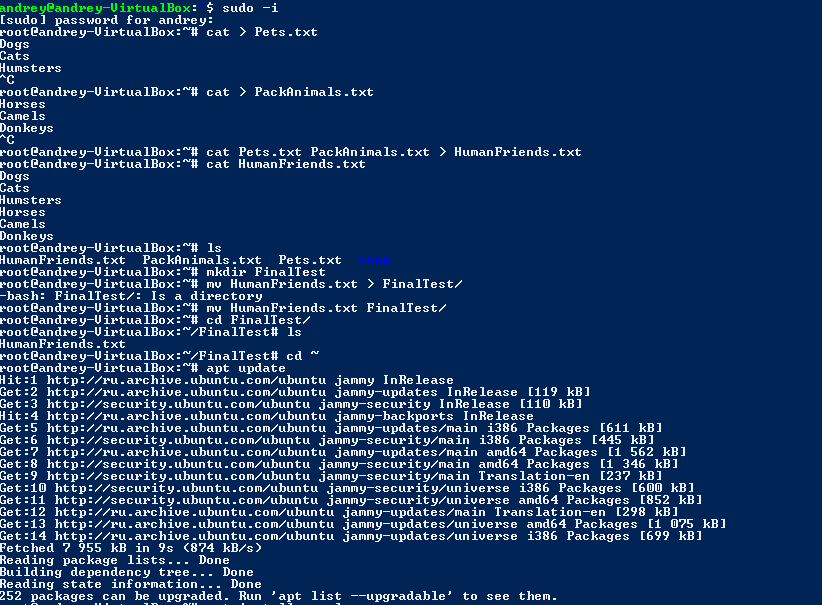 andrey@andrey-VirtualBox:~$ sudo -i
[sudo] password for andrey:
root@andrey-VirtualBox:~# cat > Pets.txt
Dogs
Cats
Humsters
^C
root@andrey-VirtualBox:~# cat > PackAnimals.txt
Horses
Camels
Donkeys
^C
root@andrey-VirtualBox:~# cat Pets.txt PackAnimals.txt > HumanFriends.txt
root@andrey-VirtualBox:~# cat HumanFriends.txt
Dogs
Cats
Humsters
Horses
Camels
Donkeys
root@andrey-VirtualBox:~# ls
HumanFriends.txt  PackAnimals.txt  Pets.txt  snap
root@andrey-VirtualBox:~# mkdir FinalTest
root@andrey-VirtualBox:~# mv HumanFriends.txt > FinalTest/
-bash: FinalTest/: Is a directory
root@andrey-VirtualBox:~# mv HumanFriends.txt FinalTest/
root@andrey-VirtualBox:~# cd FinalTest/
root@andrey-VirtualBox:~/FinalTest# ls
HumanFriends.txt
root@andrey-VirtualBox:~/FinalTest# cd ~
root@andrey-VirtualBox:~# apt update
Hit:1 http://ru.archive.ubuntu.com/ubuntu jammy InRelease
Get:2 http://ru.archive.ubuntu.com/ubuntu jammy-updates InRelease [119 kB]
Get:3 http://security.ubuntu.com/ubuntu jammy-security InRelease [110 kB]
Hit:4 http://ru.archive.ubuntu.com/ubuntu jammy-backports InRelease
Get:5 http://ru.archive.ubuntu.com/ubuntu jammy-updates/main i386 Packages [611 kB]
Get:6 http://security.ubuntu.com/ubuntu jammy-security/main i386 Packages [445 kB]
Get:7 http://ru.archive.ubuntu.com/ubuntu jammy-updates/main amd64 Packages [1 562 kB]
Get:8 http://security.ubuntu.com/ubuntu jammy-security/main amd64 Packages [1 346 kB]
Get:9 http://security.ubuntu.com/ubuntu jammy-security/main Translation-en [237 kB]
Get:10 http://security.ubuntu.com/ubuntu jammy-security/universe i386 Packages [600 kB]
Get:11 http://security.ubuntu.com/ubuntu jammy-security/universe amd64 Packages [852 kB]
Get:12 http://ru.archive.ubuntu.com/ubuntu jammy-updates/main Translation-en [298 kB]
Get:13 http://ru.archive.ubuntu.com/ubuntu jammy-updates/universe amd64 Packages [1 075 kB]
Get:14 http://ru.archive.ubuntu.com/ubuntu jammy-updates/universe i386 Packages [699 kB]
Fetched 7 955 kB in 9s (874 kB/s)
Reading package lists... Done
Building dependency tree... Done
Reading state information... Done
252 packages can be upgraded. Run 'apt list --upgradable' to see them.